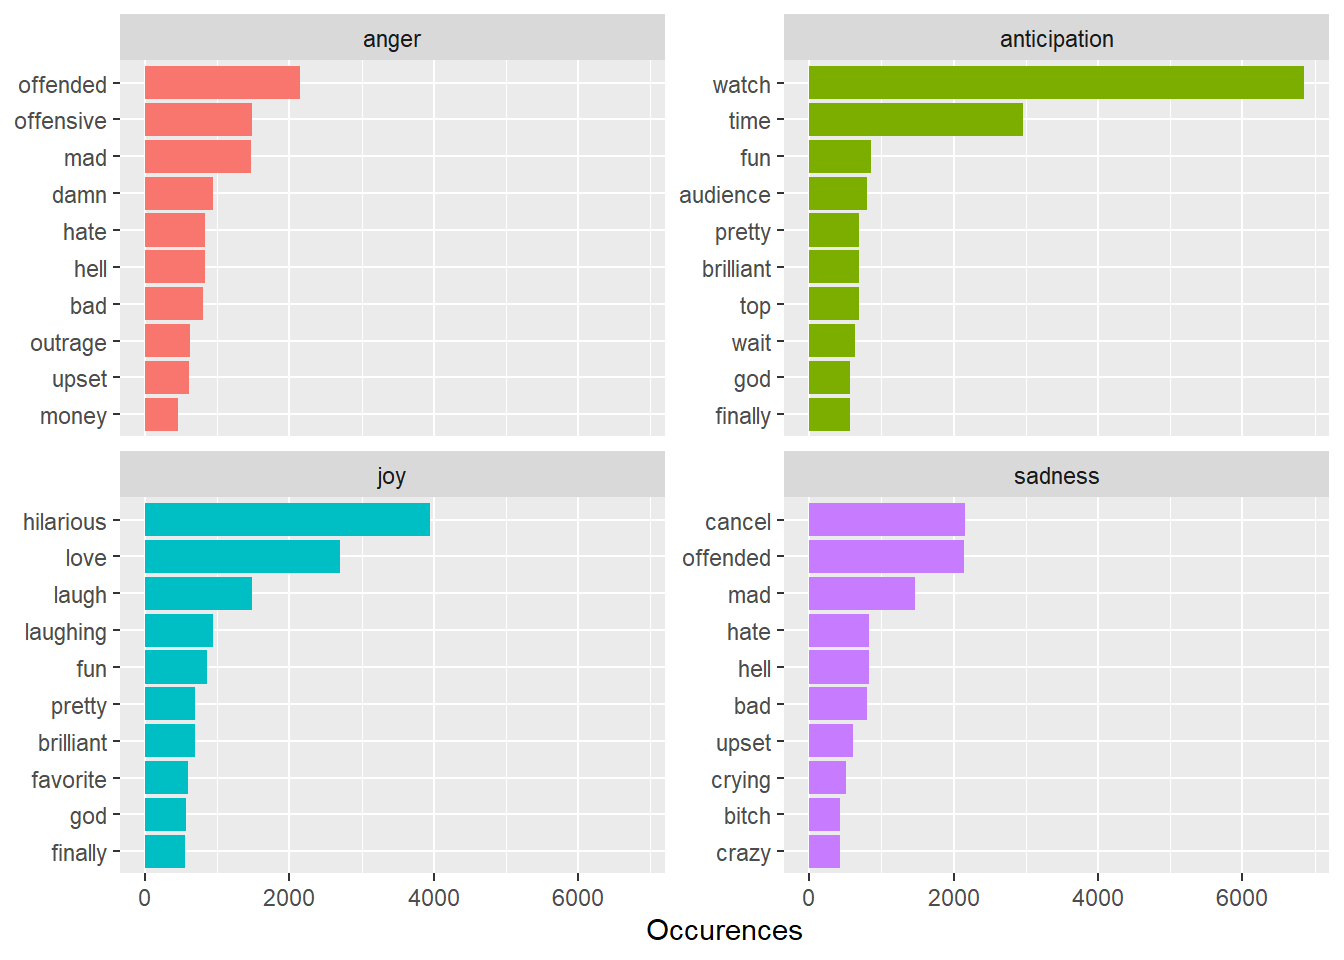 anger
offended
offensive
mad
damn
hate
hell
bad
outrage
upset
money
anticipation
watch
time
fun
audience
pretty
brilliant
top
wait
god
finally
joy
hilarious
love
laugh
laughing
fun
pretty
brilliant
favorite
god
finally
0 2000 4000 6000
sadness
cancel
offended
mad
hate
hell
bad
upset
crying
bitch
crazy
0 2000 4000 6000
Occurences